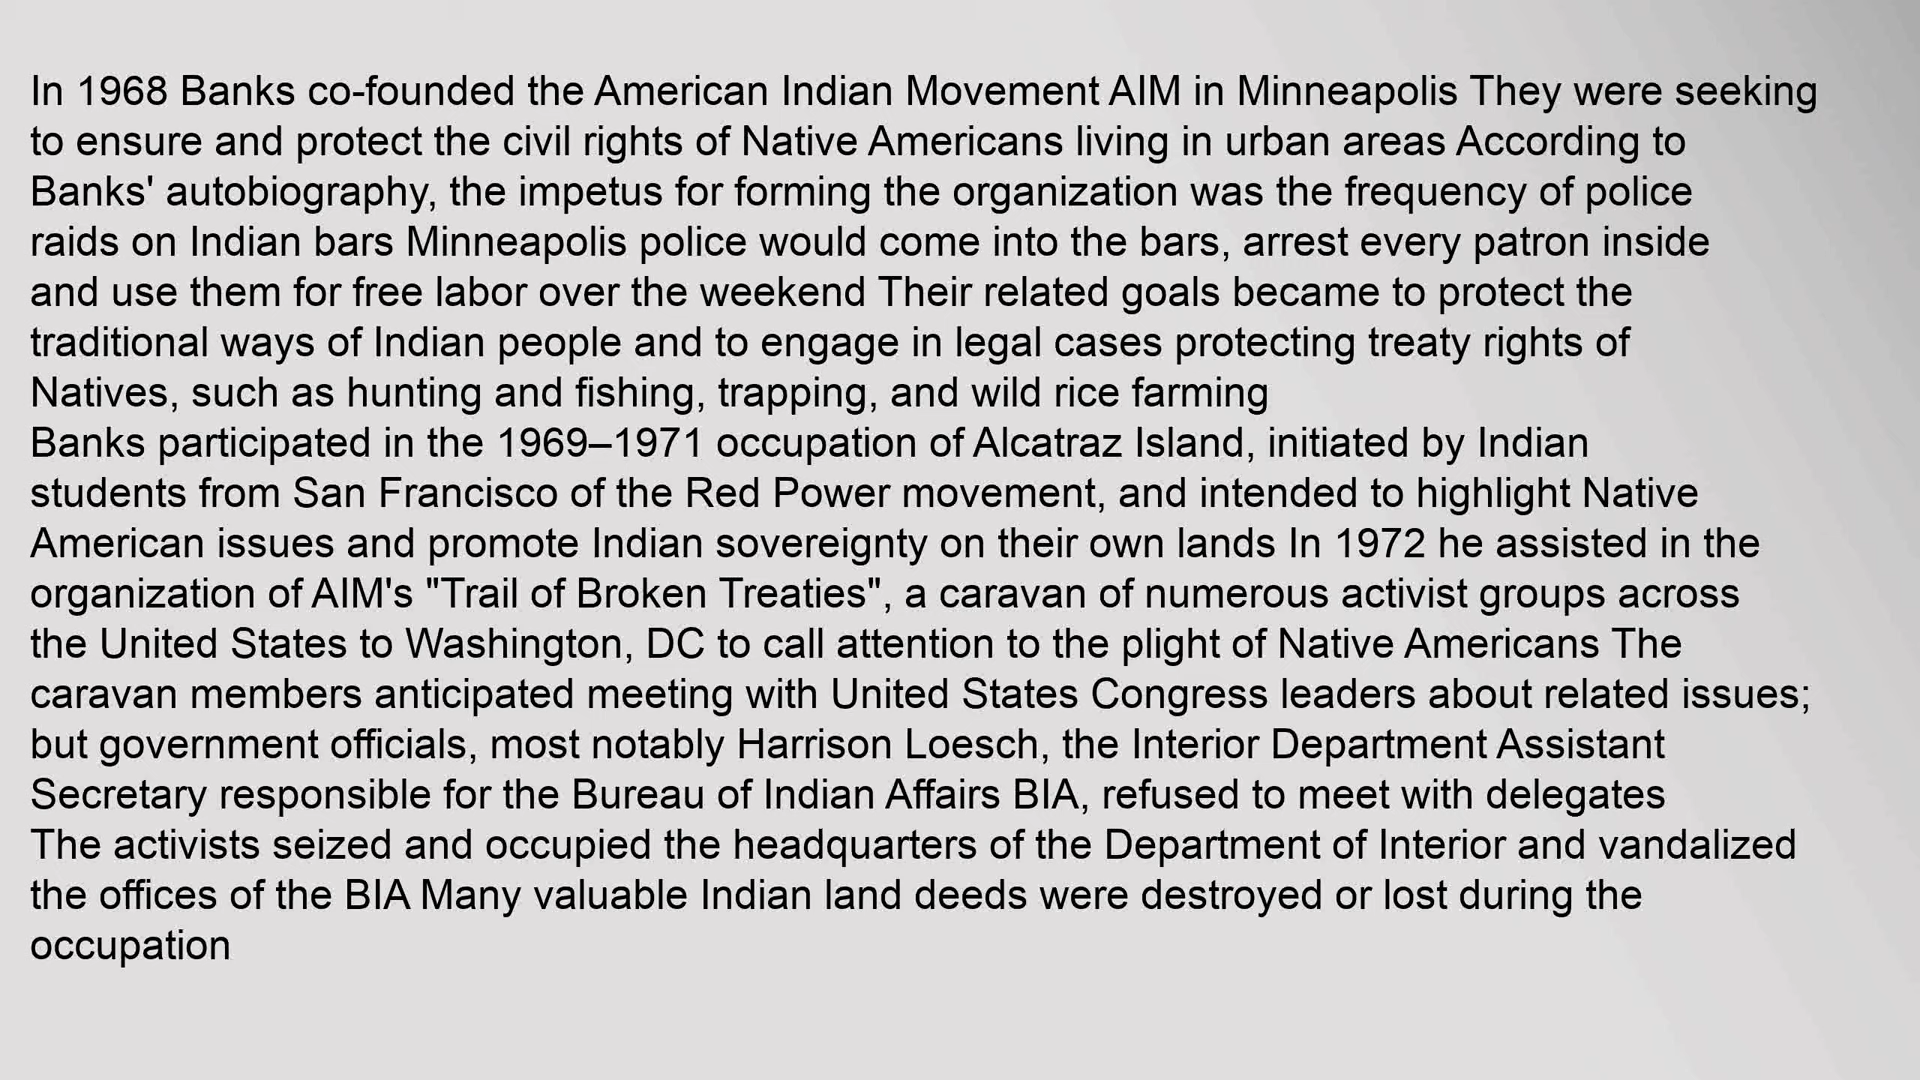 In 1968 Banks co-founded the American Indian Movement AIM in Minneapolis They were seeking
to ensure and protect the civil rights of Native Americans living in urban areas According to
Banks' autobiography, the impetus for forming the organization was the frequency of police
raids on Indian bars Minneapolis police would come into the bars, arrest every patron inside
and use them for free labor over the weekend Their related goals became to protect the
traditional ways of Indian people and to engage in legal cases protecting treaty rights of
Natives, such as hunting and fishing, trapping, and wild rice farming
Banks participated in the 1969–1971 occupation of Alcatraz Island, initiated by Indian
students from San Francisco of the Red Power movement, and intended to highlight Native
American issues and promote Indian sovereignty on their own lands In 1972 he assisted in the
organization of AIM's "Trail of Broken Treaties", a caravan of numerous activist groups across
the United States to Washington, DC to call attention to the plight of Native Americans The
caravan members anticipated meeting with United States Congress leaders about related issues;
but government officials, most notably Harrison Loesch, the Interior Department Assistant
Secretary responsible for the Bureau of Indian Affairs BIA, refused to meet with delegates
The activists seized and occupied the headquarters of the Department of Interior and vandalized
the offices of the BIA Many valuable Indian land deeds were destroyed or lost during the
occupation